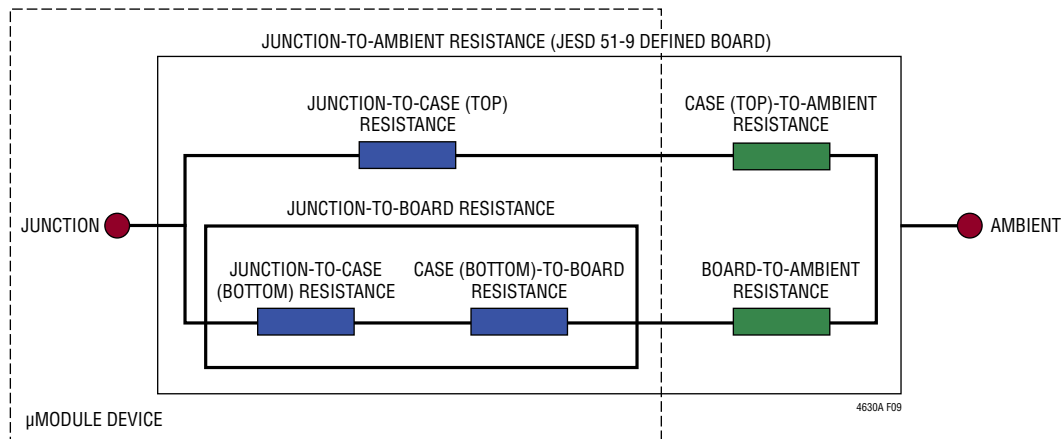 JUNCTION-TO-AMBIENT RESISTANCE (JESD 51-9 DEFINED BOARD)
JUNCTION-TO-CASE (TOP)
RESISTANCE
CASE (TOP)-TO-AMBIENT
RESISTANCE
JUNCTION
JUNCTION-TO-BOARD RESISTANCE
AMBIENT
JUNCTION-TO-CASE
(BOTTOM) RESISTANCE
CASE (BOTTOM)-TO-BOARD
RESISTANCE
BOARD-TO-AMBIENT
RESISTANCE
4630A F09
µMODULE DEVICE